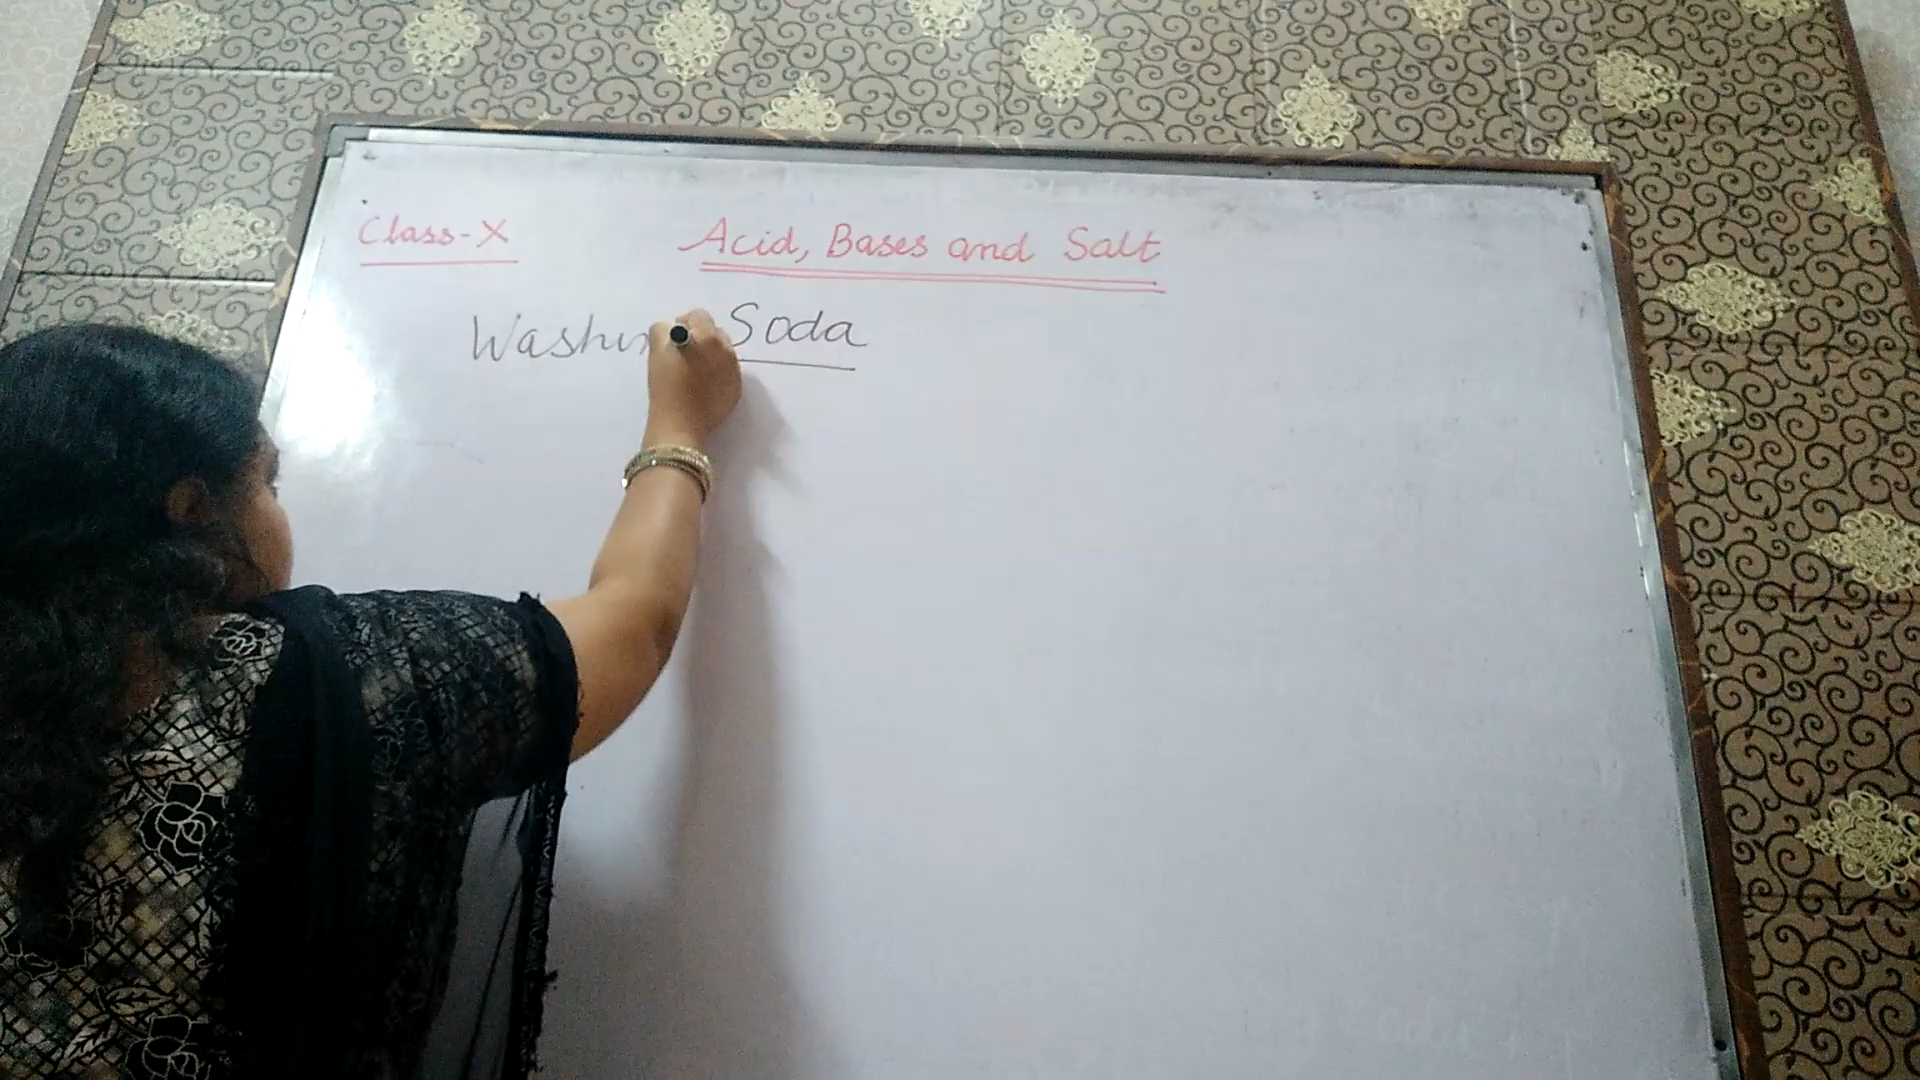 Class-X
Acid, Bases and Salt
Soda